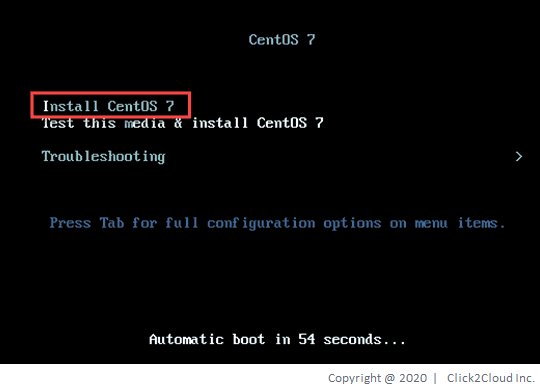 CentOS 7
Install CentOS 7
Test this media & install CentOS 7
Troubleshooting >
Press Tab for full configuration options on menu items.
Automatic boot in 54 seconds...
Copyright @ 2020 | Click2Cloud Inc.